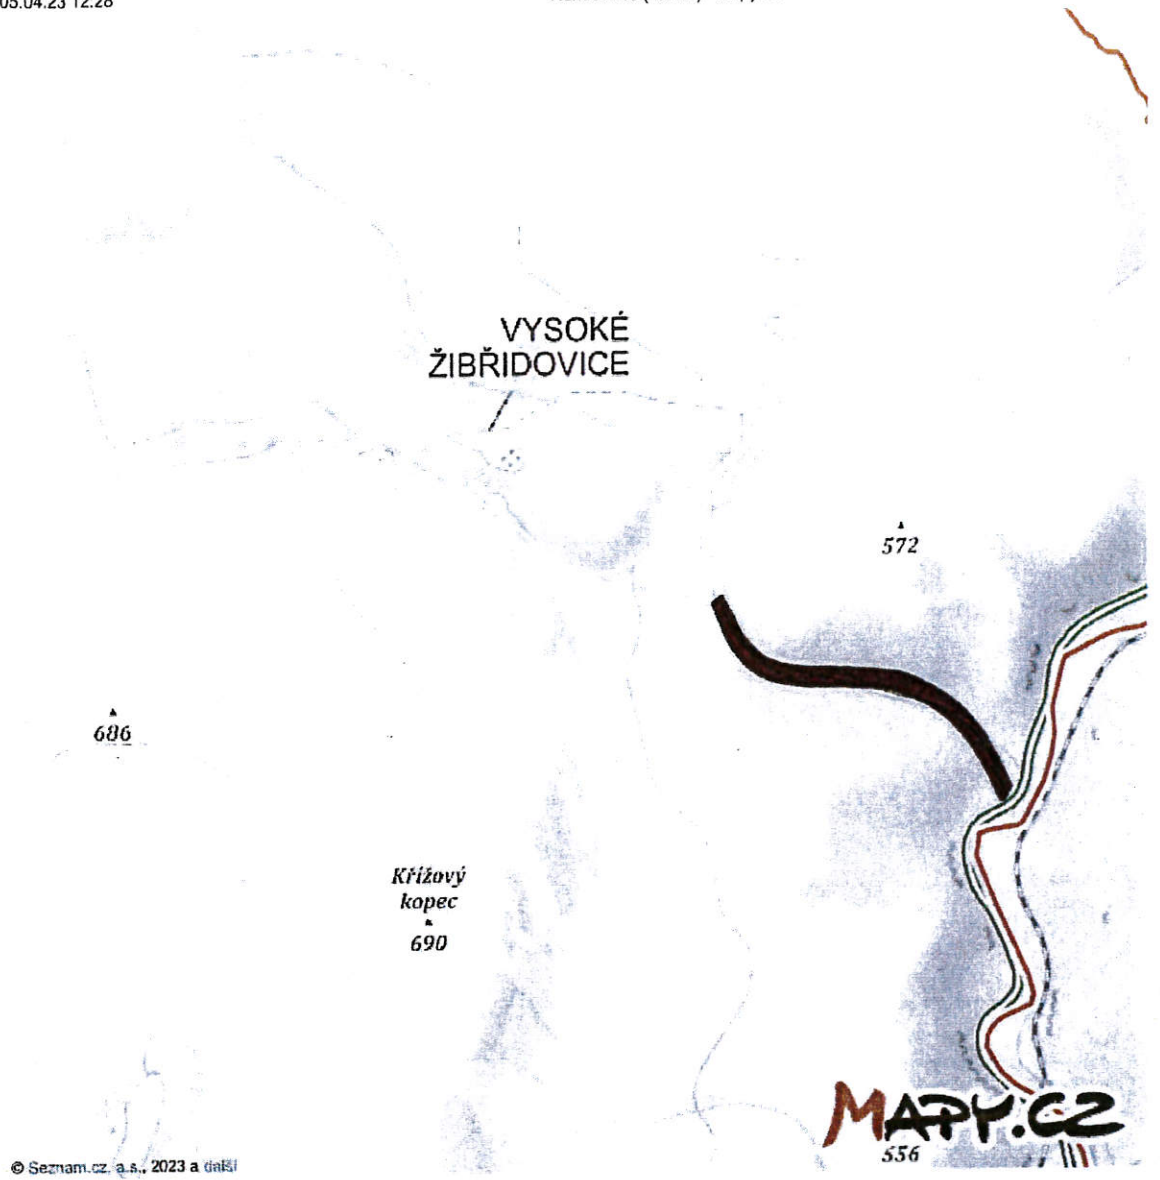 05.04.23 12:28
VYSOKÉ
ŽIBŘIDOVICE
572
686
Křížový
kopec
690
MAPY.CZ
556
© Seznam.cz, a.s., 2023 a další